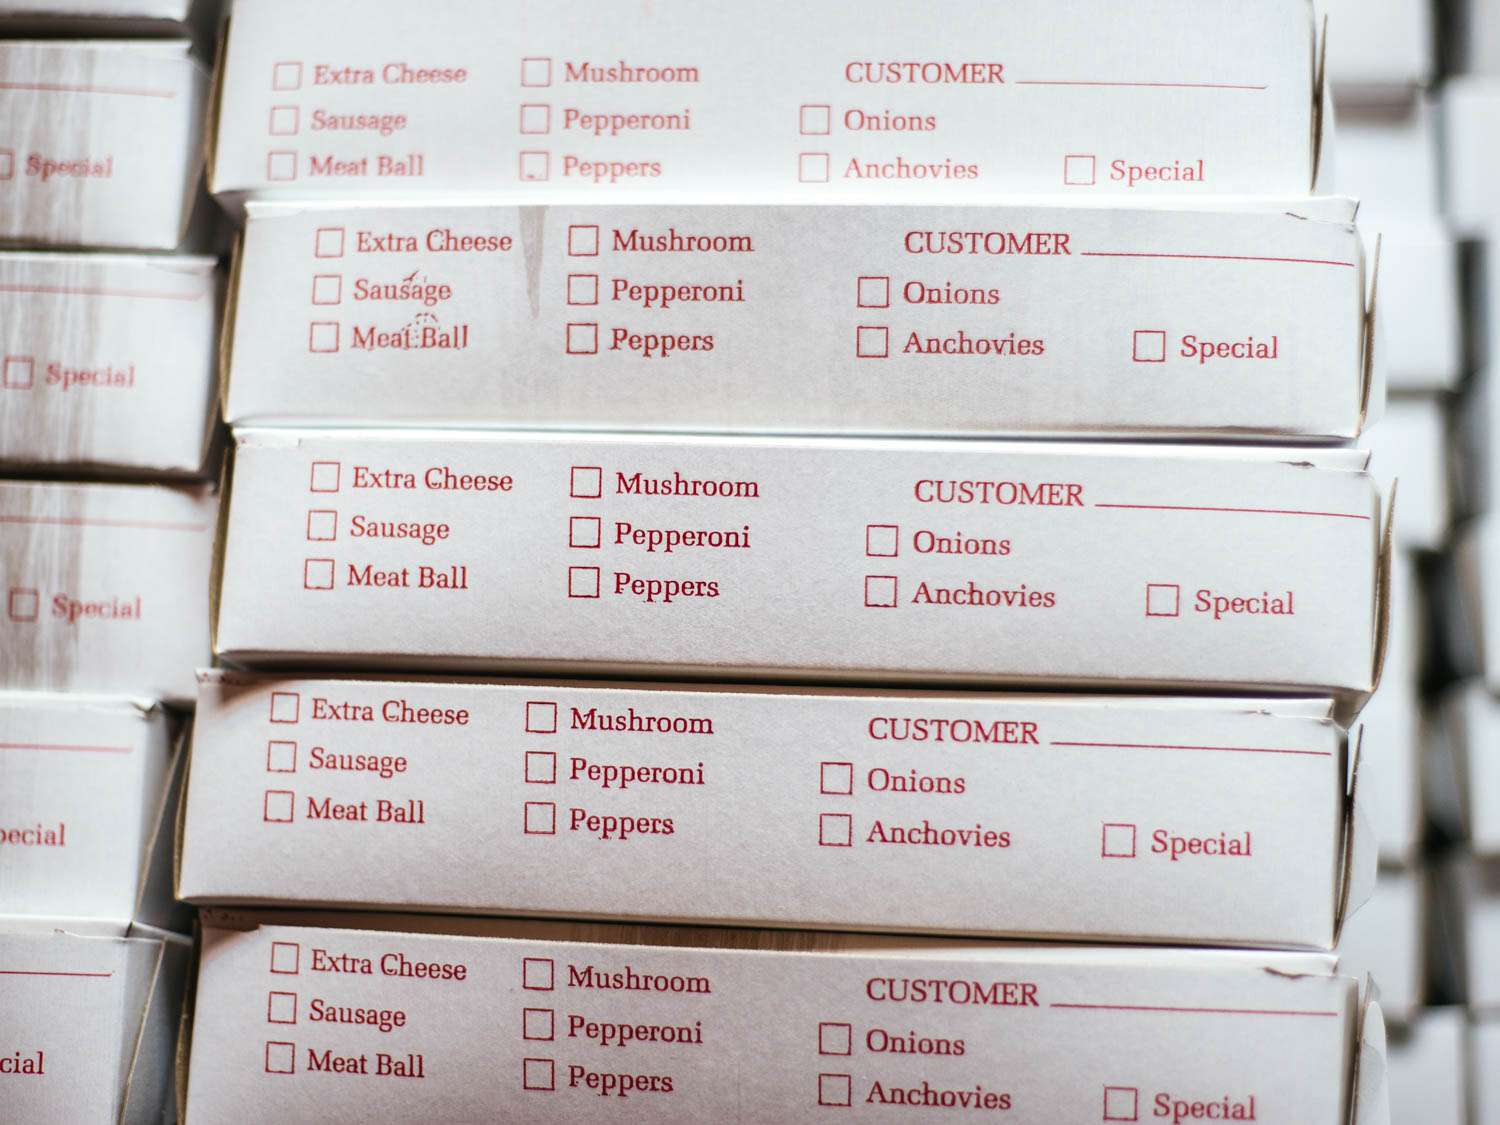 Extra Cheese Mushroom CUSTOMER
Sausage Pepperoni Onions
Meat Ball Peppers Anchovies Special
Extra Cheese Mushroom CUSTOMER
Sausage Pepperoni Onions
Meat Ball Peppers Anchovies Special
Extra Cheese Mushroom CUSTOMER
Sausage Pepperoni Onions
Meat Ball Peppers Anchovies Special
Extra Cheese Mushroom CUSTOMER
Sausage Pepperoni Onions
Meat Ball Peppers Anchovies Special
Extra Cheese Mushroom CUSTOMER
Sausage Pepperoni Onions
Meat Ball Peppers Anchovies Special
Special
Special
Special
pecial
cial